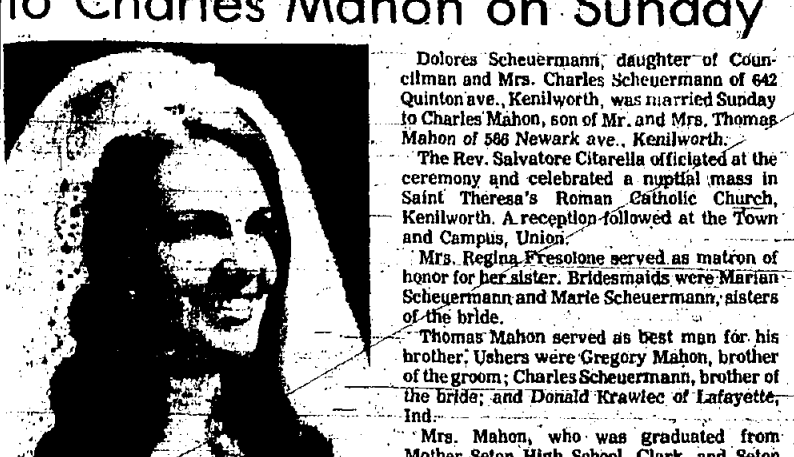 to Charles Mahon on Sunday
Dolores Scheuermann, daughter of Coun-
cilman and Mrs. Charles Scheuermann of 642
Quinton ave., Kenilworth, was married Sunday
to Charles Mahon, son of Mr. and Mrs. Thomas
Mahon of 586 Newark ave., Kenilworth.
The Rev. Salvatore Citarella officiated at the
ceremony and celebrated a nuptial mass in
Saint Theresa's Roman Catholic Church,
Kenilworth. A reception followed at the Town
and Campus, Union.
Mrs. Regina Fresolone served as matron of
honor for her sister. Bridesmaids were Marian
Scheuermann and Marie Scheuermann, sisters
of the bride.
Thomas Mahon served as best man for his
brother. Ushers were Gregory Mahon, brother
of the groom; Charles Scheuermann, brother of
the bride; and Donald Krawiec of Lafayette,
Ind.
Mrs. Mahon, who was graduated from
Mother Seton High School, Clark, and Seton